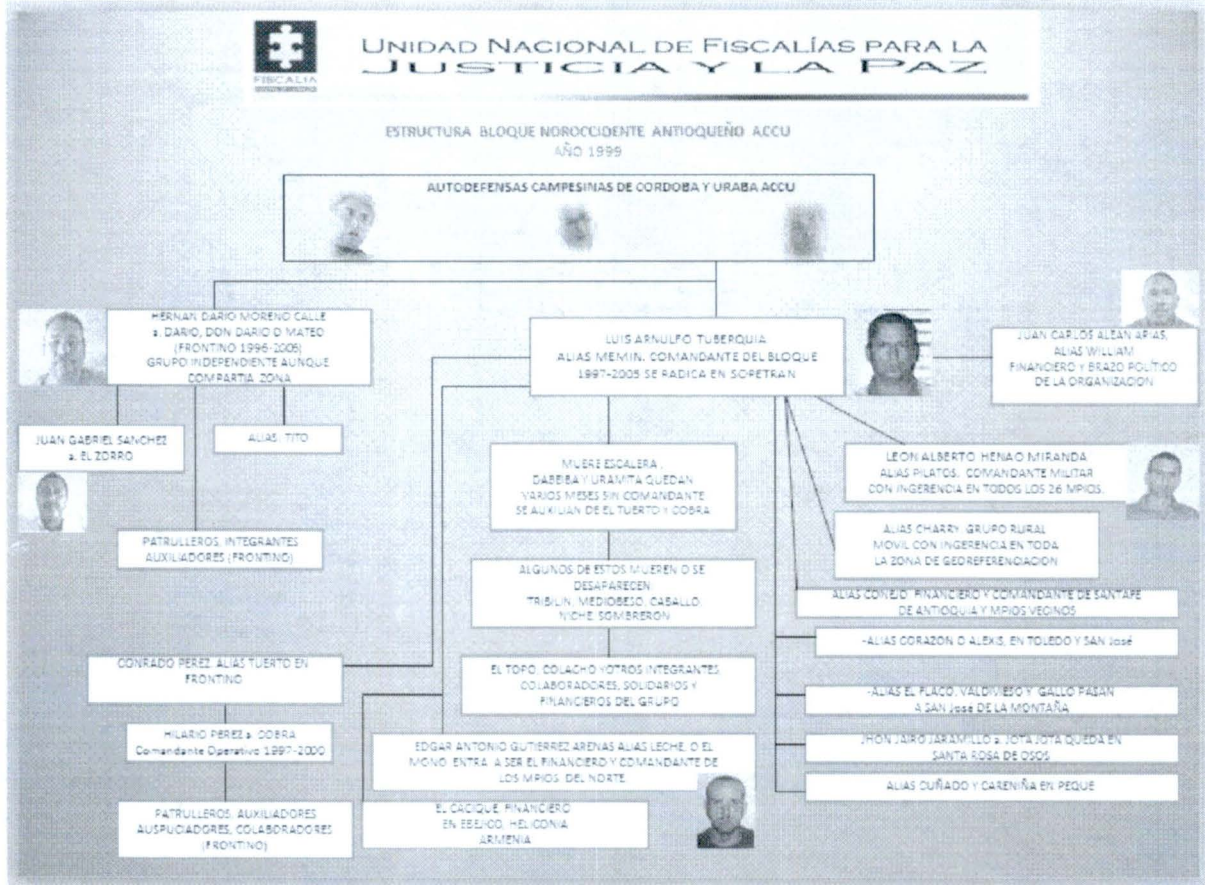 UNIDAD NACIONAL DE FISCALÍAS PARA LA
JUSTICIA Y LA PAZ
FISCALIA
ESTRUCTURA BLOQUE NOROCCIDENTE ANTIOQUEÑO ACCU
AÑO 1999
AUTODEFENSAS CAMPESINAS DE CORDOBA Y URABA ACCU
HERNAN DARIO MORENO CALLE
a. DARIO, DON DARIO O MATEO
(FRONTINO 1996-2005)
GRUPO INDEPENDIENTE AUNQUE
COMPARTIA ZONA
JUAN GABRIEL SANCHEZ
a. EL ZORRO
ALIAS, TITO
PATRULLEROS, INTEGRANTES
AUXILIADORES (FRONTINO)
LUIS ARNULFO TUBERQUIA
ALIAS MEMIN. COMANDANTE DEL BLOQUE
1997-2005 SE RADICA EN SOPETRAN
JUAN CARLOS ALZAN ARIAS,
ALIAS WILLIAM
FINANCIERO Y BRAZO POLÍTICO
DE LA ORGANIZACION
MUERE ESCALERA,
DABEIBA Y URAMITA QUEDAN
VARIOS MESES SIN COMANDANTE
SE AUXILIAN DE EL TUERTO Y COBRA
ALGUNOS DE ESTOS MUEREN O SE
DESAPARECEN
TRIBILIN, MEDIOBESO, CABALLO,
NICHE, SOMBRERON
EL TOPO, COLACHO YOTROS INTEGRANTES,
COLABORADORES, SOLIDARIOS Y
FINANCIEROS DEL GRUPO
LEON ALBERTO HENAO MIRANDA
ALIAS PILATOS, COMANDANTE MILITAR
CON INGERENCIA EN TODOS LOS 26 MPIOS.
ALIAS CHARRY, GRUPO RURAL
MOVIL CON INGERENCIA EN TODA
LA ZONA DE GEOREFERENCIACION
ALIAS CONEJO, FINANCIERO Y COMANDANTE DE SANTAFE
DE ANTIOQUIA Y MPIOS VECINOS
-ALIAS CORAZON O ALEXIS, EN TOLEDO Y SAN José
-ALIAS EL FLACO, VALDIVIESO Y GALLO PASAN
A SAN José DE LA MONTAÑA
JHON JAIRO JARAMILLO a. JOTA JOTA QUEDA EN
SANTA ROSA DE OSOS
ALIAS CUÑADO Y CARENIÑA EN PEQUE
CONRADO PEREZ. ALIAS TUERTO EN
FRONTINO
HILARIO PEREZ a. COBRA
Comandante Operativo 1997-2000
PATRULLEROS, AUXILIADORES
AUSPUCIADORES, COLABORADORES
(FRONTINO)
EDGAR ANTONIO GUTIERREZ ARENAS ALIAS LECHE, O EL
MONO ENTRA A SER EL FINANCIERO Y COMANDANTE DE
LOS MPIOS DEL NORTE
EL CACIQUE, FINANCIERO
EN EBEJICO, HELICONIA
ARMENIA